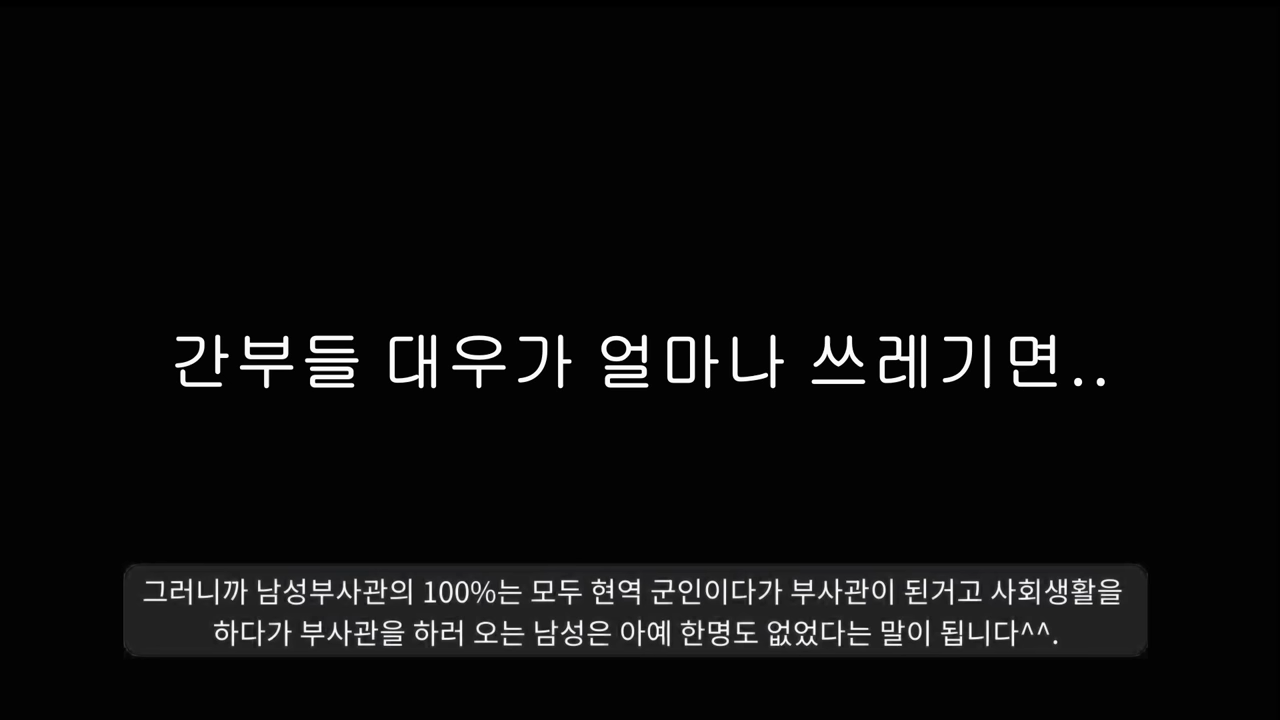 간부들 대우가 얼마나 쓰레기면..
그러니까 남성부사관의 100%는 모두 현역 군인이다가 부사관이 된거고 사회생활을
하다가 부사관을 하러 오는 남성은 아예 한명도 없었다는 말이 됩니다^^.